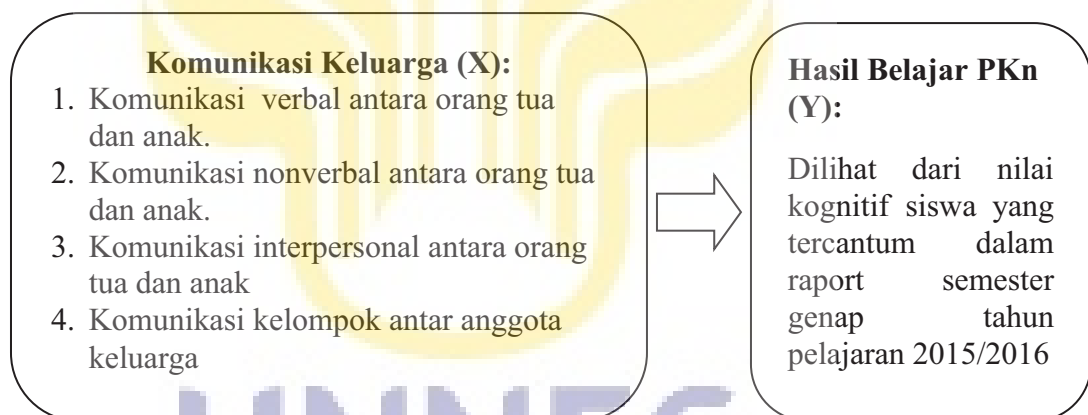 Komunikasi Keluarga (X):
1. Komunikasi verbal antara orang tua
dan anak.
2. Komunikasi nonverbal antara orang tua
dan anak.
3. Komunikasi interpersonal antara orang
tua dan anak
4. Komunikasi kelompok antar anggota
keluarga
Hasil Belajar PKn
(Y):
Dilihat dari nilai
kognitif siswa yang
tercantum dalam
raport semester
genap tahun
pelajaran 2015/2016
UNNES